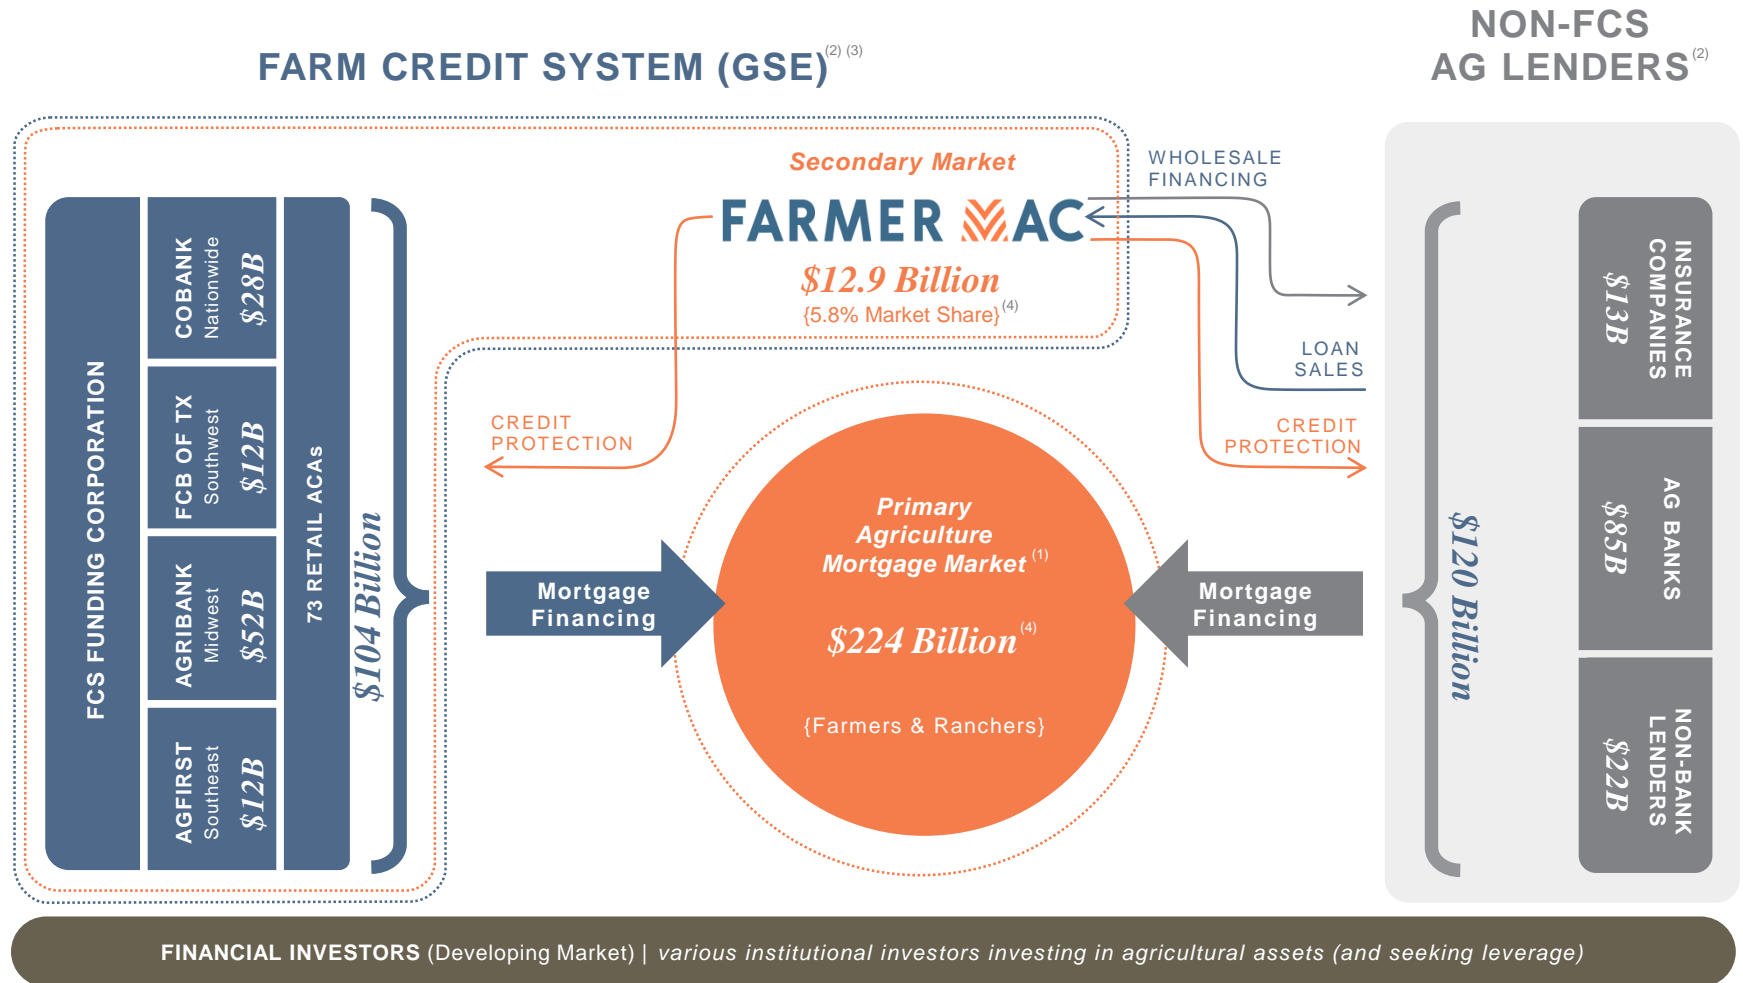 FARM CREDIT SYSTEM (GSE)(2) (3)
NON-FCS
AG LENDERS(2)
FCS FUNDING CORPORATION
COBANK
Nationwide
$28B
FCB OF TX
Southwest
$12B
AGRIBANK
Midwest
$52B
AGFIRST
Southeast
$12B
73 RETAIL ACAs
$104 Billion
Secondary Market
FARMER MAC
$12.9 Billion
{5.8% Market Share}(4)
WHOLESALE
FINANCING
LOAN
SALES
CREDIT
PROTECTION
CREDIT
PROTECTION
Mortgage
Financing
Primary
Agriculture
Mortgage Market (1)
$224 Billion(4)
{Farmers & Ranchers}
Mortgage
Financing
$120 Billion
INSURANCE
COMPANIES
$13B
AG BANKS
$85B
NON-BANK
LENDERS
$22B
FINANCIAL INVESTORS (Developing Market) | various institutional investors investing in agricultural assets (and seeking leverage)